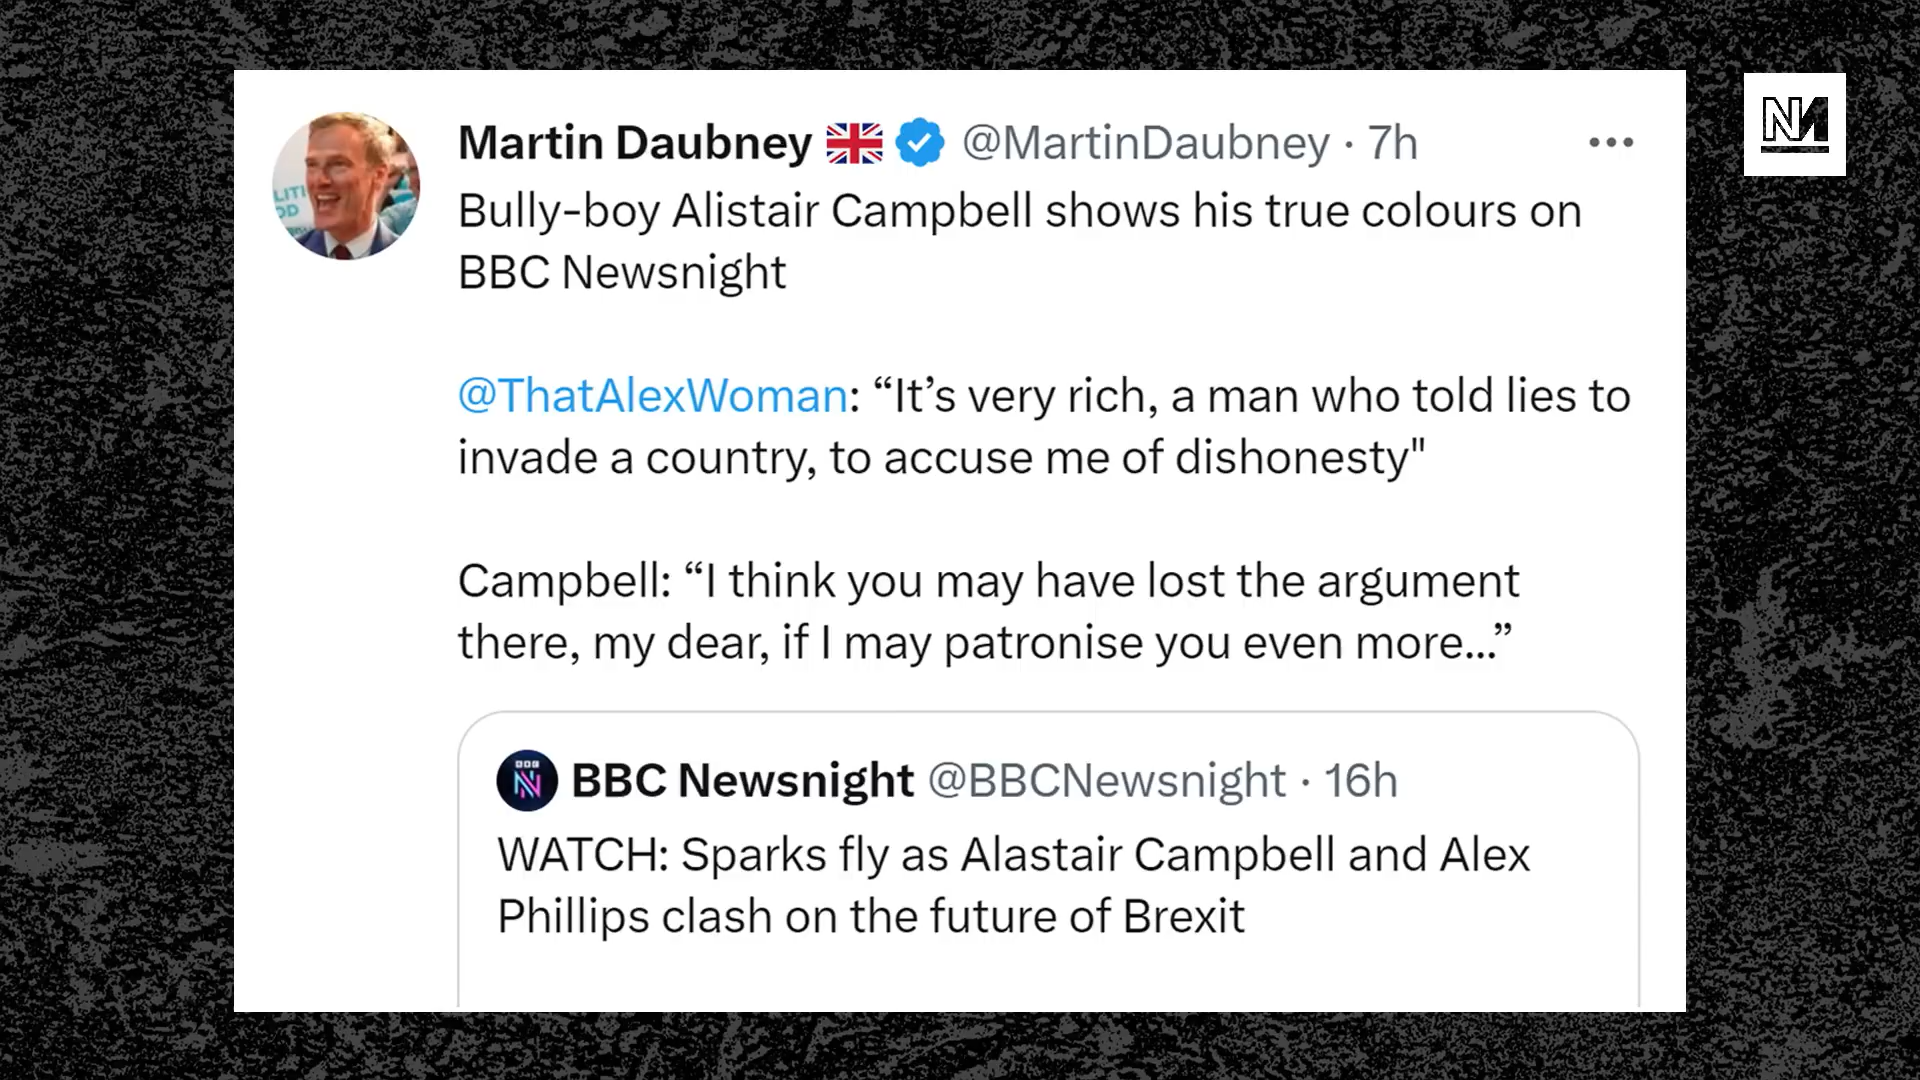 Martin Daubney 🇬🇧 @MartinDaubney · 7h
Bully-boy Alistair Campbell shows his true colours on
BBC Newsnight
@ThatAlexWoman: “It’s very rich, a man who told lies to
invade a country, to accuse me of dishonesty"
Campbell: “I think you may have lost the argument
there, my dear, if I may patronise you even more...”
BBC Newsnight @BBCNewsnight · 16h
WATCH: Sparks fly as Alastair Campbell and Alex
Phillips clash on the future of Brexit